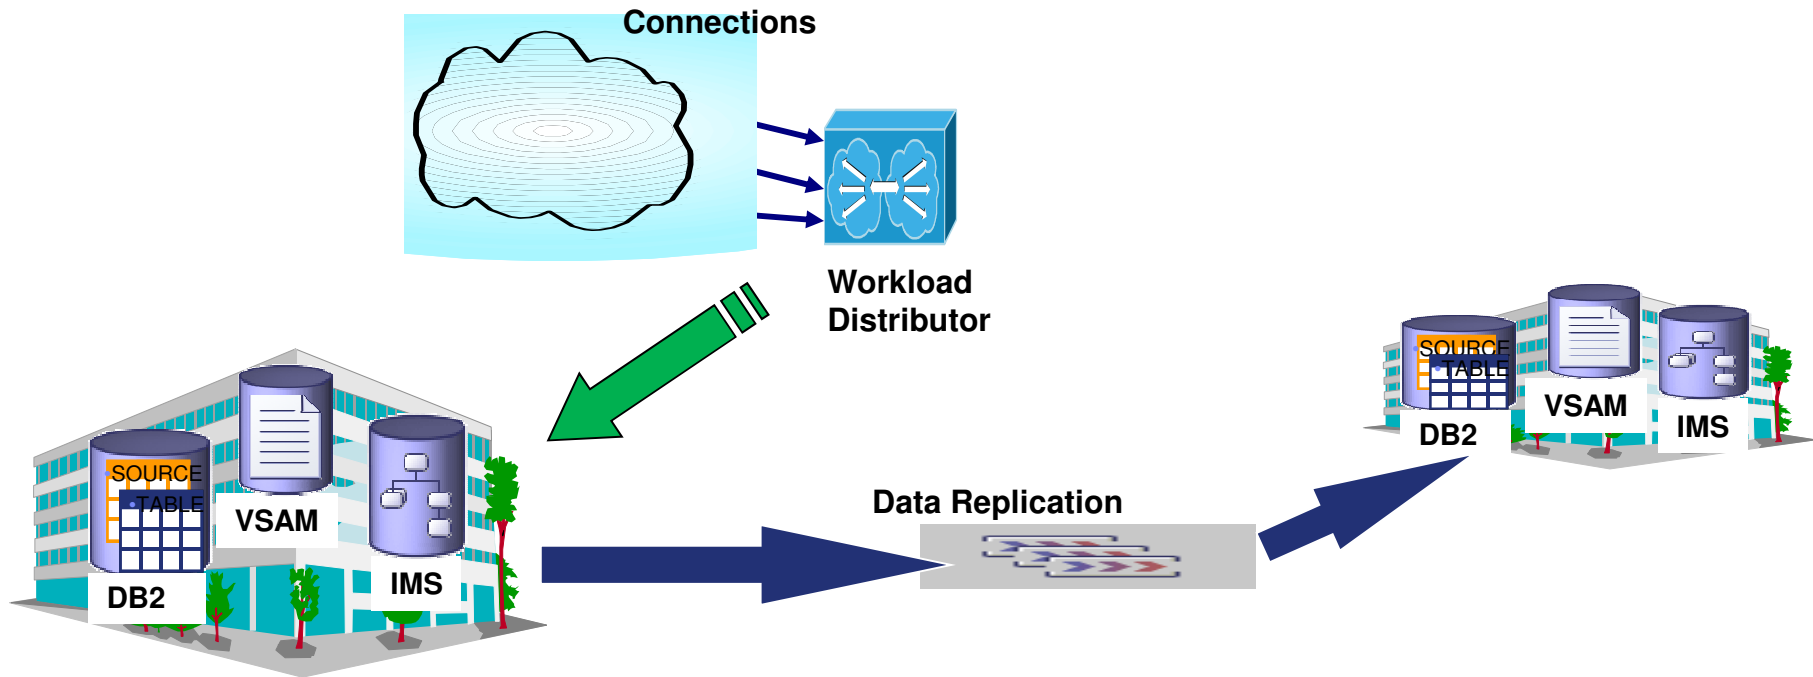 Connections
Workload
Distributor
SOURCE
TABLE
VSAM
DB2
IMS
Data Replication
SOURCE
TABLE
VSAM
DB2
IMS